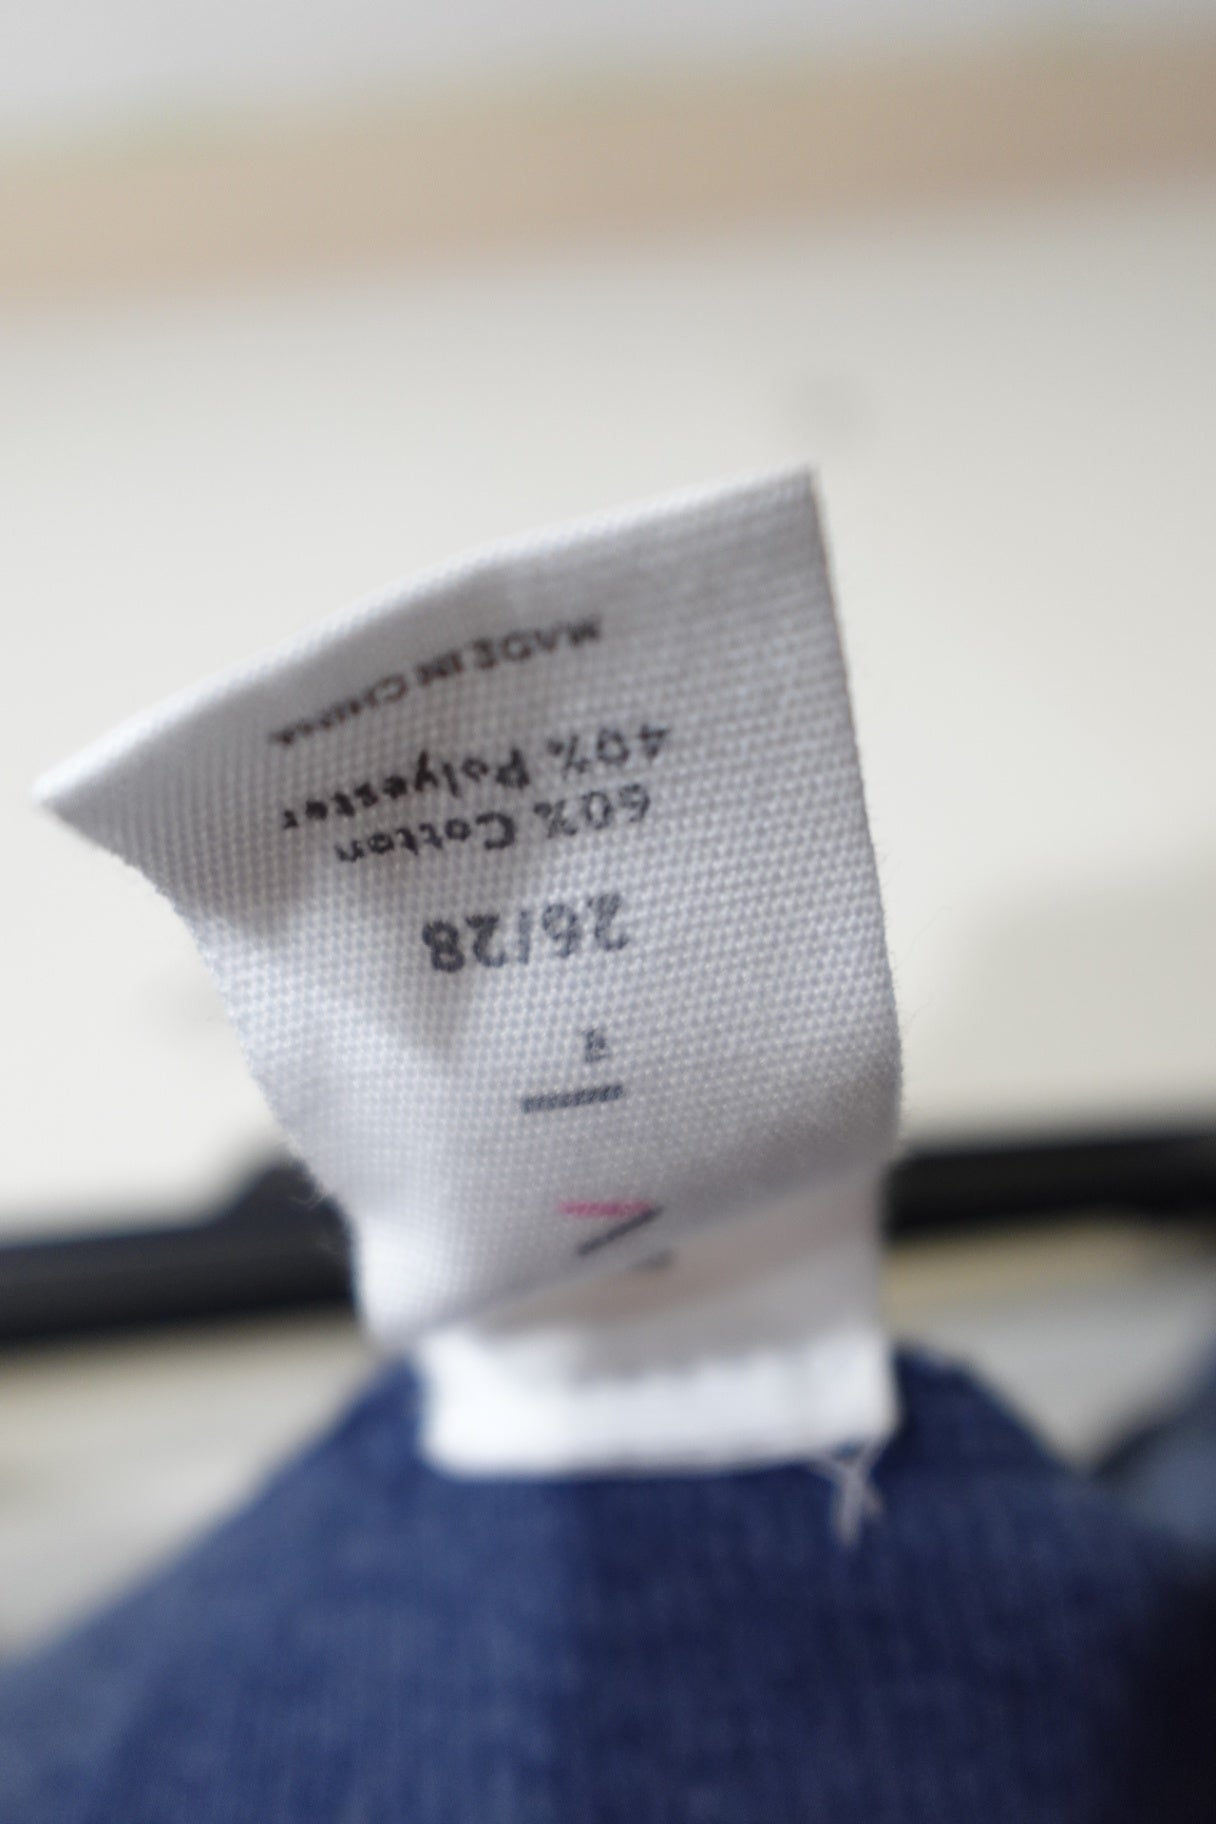 26/28
60% Cotton
40% Polyester
MADE IN CHINA